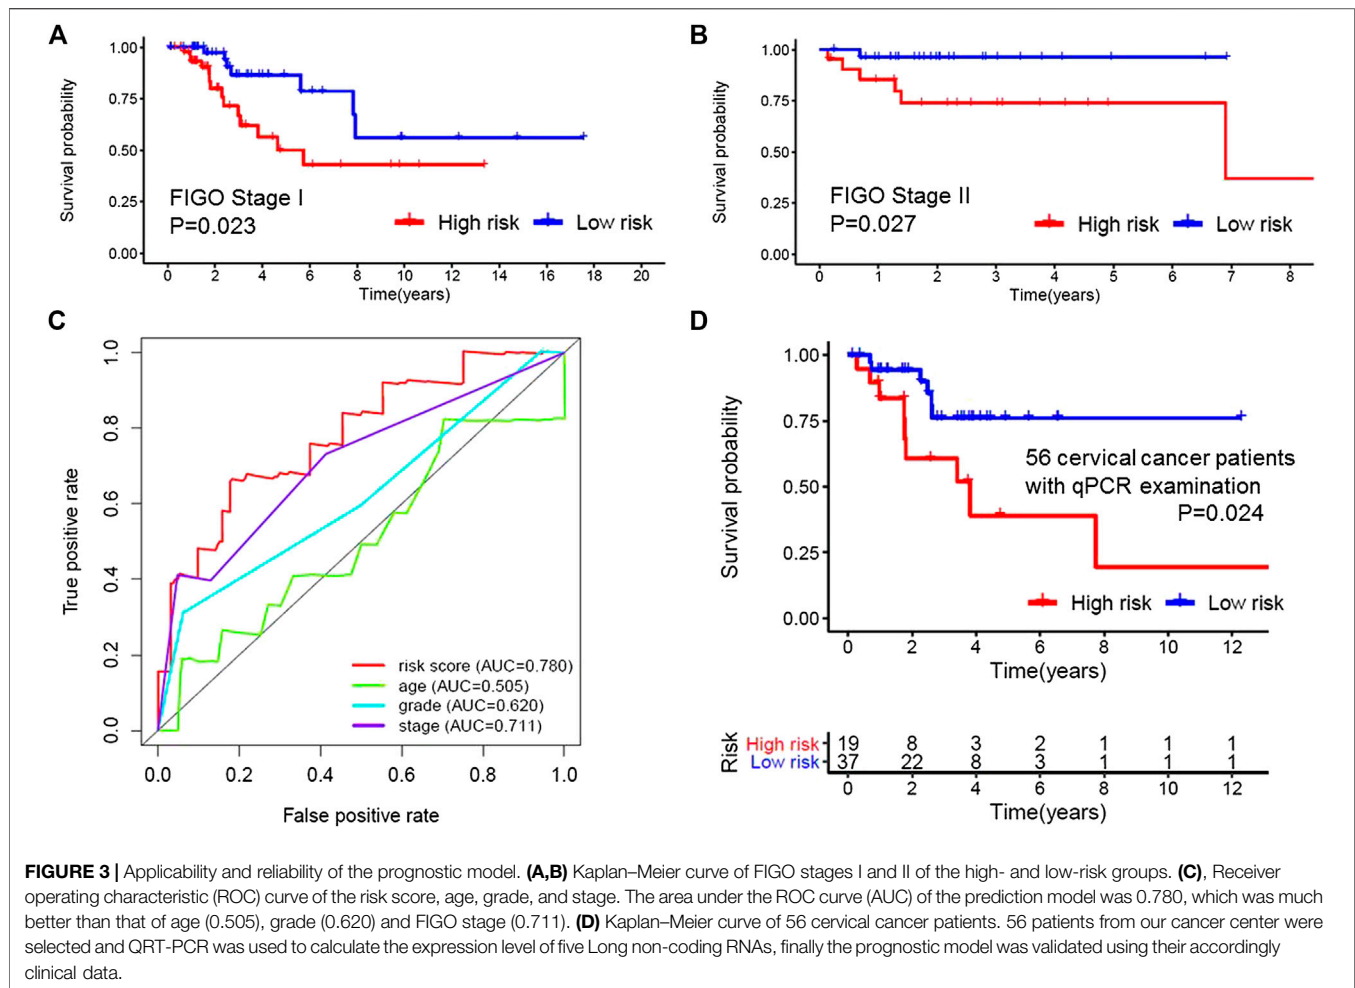 A
1.00
0.75
0.50
0.25
0.00
Survival probability
FIGO Stage I
P=0.023
High risk Low risk
0 2 4 6 8 10 12 14 16 18 20
Time(years)
B
1.00
0.75
0.50
0.25
0.00
Survival probability
FIGO Stage II
P=0.027
High risk Low risk
0 1 2 3 4 5 6 7 8
Time(years)
C
1.0
0.8
0.6
0.4
0.2
0.0
True positive rate
risk score (AUC=0.780)
age (AUC=0.505)
grade (AUC=0.620)
stage (AUC=0.711)
0.0 0.2 0.4 0.6 0.8 1.0
False positive rate
D
1.00
0.75
0.50
0.25
0.00
Survival probability
56 cervical cancer patients
with qPCR examination
P=0.024
High risk Low risk
0 2 4 6 8 10 12
Time(years)
Risk
High risk 19 8 3 2 1 1 1
Low risk 37 22 8 3 1 1 1
0 2 4 6 8 10 12
Time(years)
FIGURE 3 | Applicability and reliability of the prognostic model. (A,B) Kaplan–Meier curve of FIGO stages I and II of the high- and low-risk groups. (C), Receiver
operating characteristic (ROC) curve of the risk score, age, grade, and stage. The area under the ROC curve (AUC) of the prediction model was 0.780, which was much
better than that of age (0.505), grade (0.620) and FIGO stage (0.711). (D) Kaplan–Meier curve of 56 cervical cancer patients. 56 patients from our cancer center were
selected and QRT-PCR was used to calculate the expression level of five Long non-coding RNAs, finally the prognostic model was validated using their accordingly
clinical data.